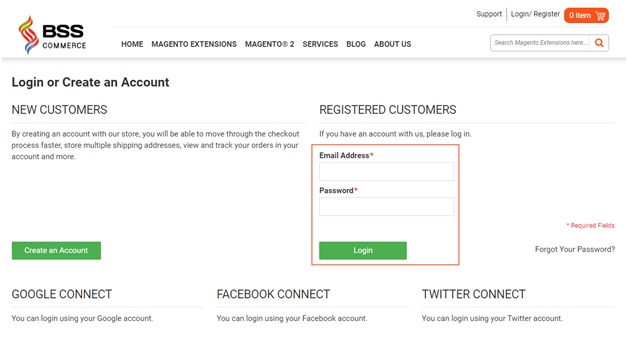 Support
Login/ Register
0 item
BSS
COMMERCE
HOME MAGENTO EXTENSIONS MAGENTO® 2 SERVICES BLOG ABOUT US
Search Magento Extensions here...
Login or Create an Account
NEW CUSTOMERS
By creating an account with our store, you will be able to move through the checkout
process faster, store multiple shipping addresses, view and track your orders in your
account and more.
Create an Account
REGISTERED CUSTOMERS
If you have an account with us, please log in.
Email Address*
Password*
* Required Fields
Login
Forgot Your Password?
GOOGLE CONNECT
You can login using your Google account.
FACEBOOK CONNECT
You can login using your Facebook account.
TWITTER CONNECT
You can login using your Twitter account.